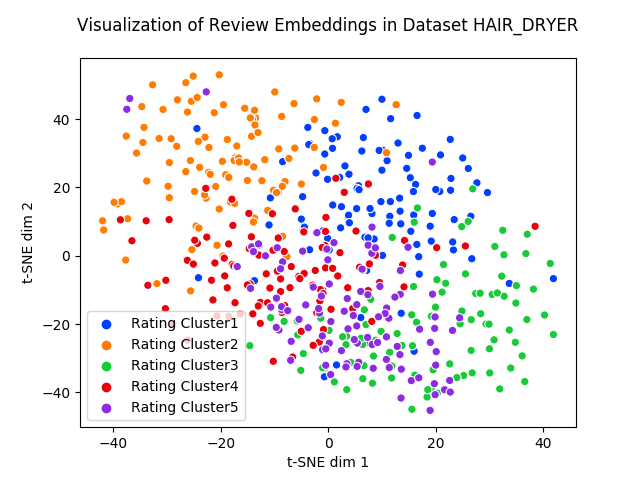 Visualization of Review Embeddings in Dataset HAIR_DRYER
t-SNE dim 2
40
20
0
−20
−40
Rating Cluster1
Rating Cluster2
Rating Cluster3
Rating Cluster4
Rating Cluster5
−40 −20 0 20 40
t-SNE dim 1